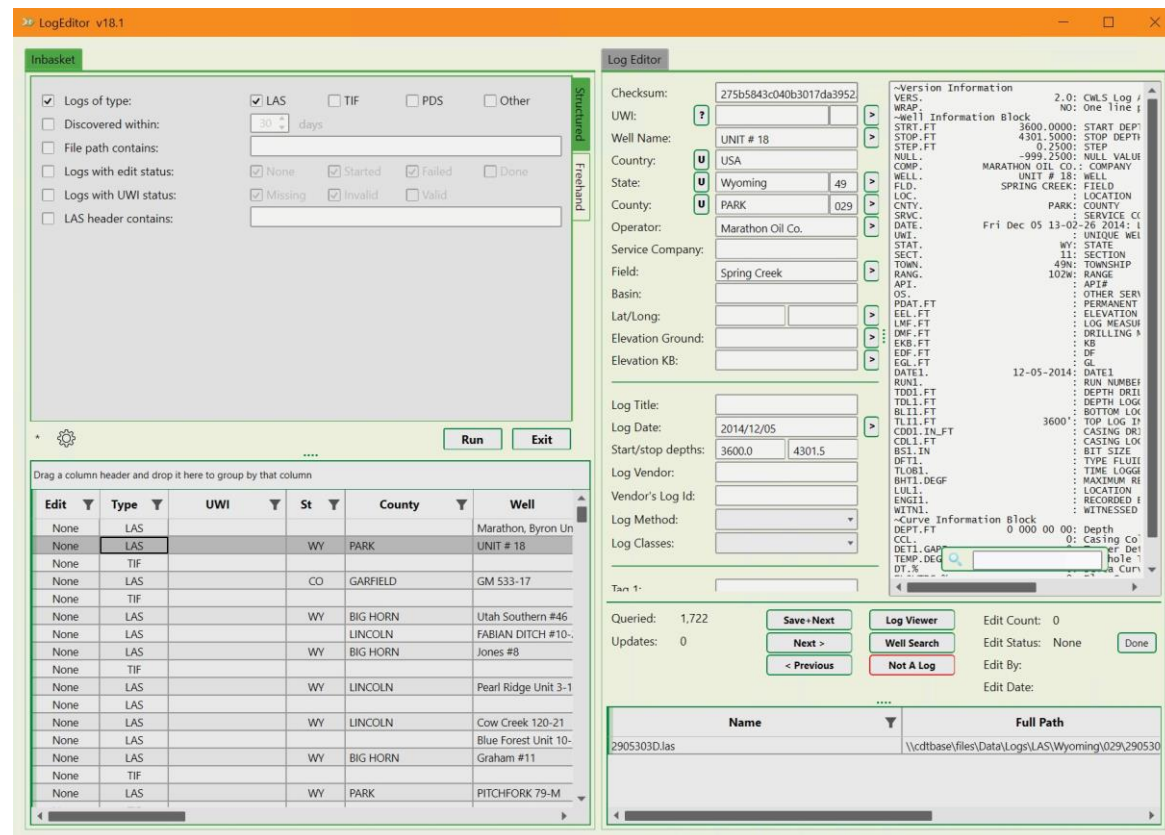 LogEditor v18.1
Inbasket
Logs of type: LAS TIF PDS Other
Discovered within: 30 days
File path contains:
Logs with edit status: None Started Failed Done
Logs with UWI status: Missing Invalid Valid
LAS header contains:
Structured
Freehand
*
Run Exit
Drag a column header and drop it here to group by that column
Edit Type UWI St County Well
None LAS Marathon, Byron Un
None LAS WY PARK UNIT # 18
None TIF
None LAS CO GARFIELD GM 533-17
None TIF
None LAS WY BIG HORN Utah Southern #46
None LAS LINCOLN FABIAN DITCH #10-
None LAS WY BIG HORN Jones #8
None TIF
None LAS WY LINCOLN Pearl Ridge Unit 3-1
None LAS
None LAS WY LINCOLN Cow Creek 120-21
None LAS Blue Forest Unit 10-
None LAS WY BIG HORN Graham #11
None TIF
None LAS WY PARK PITCHFORK 79-M
Log Editor
Checksum: 275b5843c040b3017da3952
UWI: ? >
Well Name: UNIT # 18 >
Country: U USA
State: U Wyoming 49 >
County: U PARK 029 >
Operator: Marathon Oil Co.
Service Company:
Field: Spring Creek >
Basin:
Lat/Long: >
Elevation Ground: >
Elevation KB: >
Log Title:
Log Date: 2014/12/05 >
Start/stop depths: 3600.0 4301.5
Log Vendor:
Vendor's Log Id:
Log Method:
Log Classes:
Tag 1:
~Version Information
VERS. 2.0: CWLS Log
WRAP. NO: One line
~Well Information Block
STRT.FT 3600.0000: START DEPT
STOP.FT 4301.5000: STOP DEPTH
STEP.FT 0.2500: STEP
NULL. -999.2500: NULL VALUE
COMP. MARATHON OIL CO.: COMPANY
WELL. UNIT # 18: WELL
FLD. SPRING CREEK: FIELD
LOC. : LOCATION
CNTY. PARK: COUNTY
SRVC. : SERVICE CO
DATE. Fri Dec 05 13-02-26 2014: L
UWI. : UNIQUE WEL
STAT. WY: STATE
SECT. 11: SECTION
TOWN. 49N: TOWNSHIP
RANG. 102W: RANGE
API. : API#
OS. : OTHER SERV
PDAT.FT : PERMANENT
EEL.FT : ELEVATION
LMF.FT : LOG MEASUR
DMF.FT : DRILLING M
EKB.FT : KB
EDF.FT : DF
EGL.FT : GL
DATE1. 12-05-2014: DATE1
RUN1. : RUN NUMBER
TDD1.FT : DEPTH DRIL
TDL1.FT : DEPTH LOGG
BLI1.FT : BOTTOM LOG
TLI1.FT 3600': TOP LOG IN
CDD1.IN_FT : CASING DRI
CDL1.FT : CASING LOG
BS1.IN : BIT SIZE
DFT1. : TYPE FLUID
TLOB1. : TIME LOGGE
BHT1.DEGF : MAXIMUM RE
LUL1. : LOCATION
ENGI1. : RECORDED B
WITN1. : WITNESSED
~Curve Information Block
DEPT.FT 0 000 00 00: Depth
CCL. 0: Casing Co
DET1.GAPI er Det
TEMP.DEG hole T
DT.% a Curv
Queried: 1,722
Updates: 0
Save+Next Log Viewer
Next > Well Search
< Previous Not A Log
Edit Count: 0
Edit Status: None Done
Edit By:
Edit Date:
Name Full Path
2905303D.las \\cdtbase\files\Data\Logs\LAS\Wyoming\029\290530